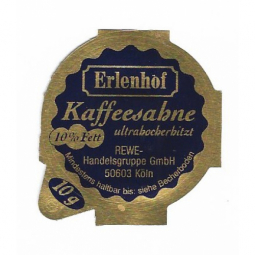 Erlenhof
Kaffeesahne
10% Fett
ultrahocherhitzt
REWE-
Handelsgruppe GmbH
50603 Köln
Mindestens haltbar bis: siehe Becherboden
10 g